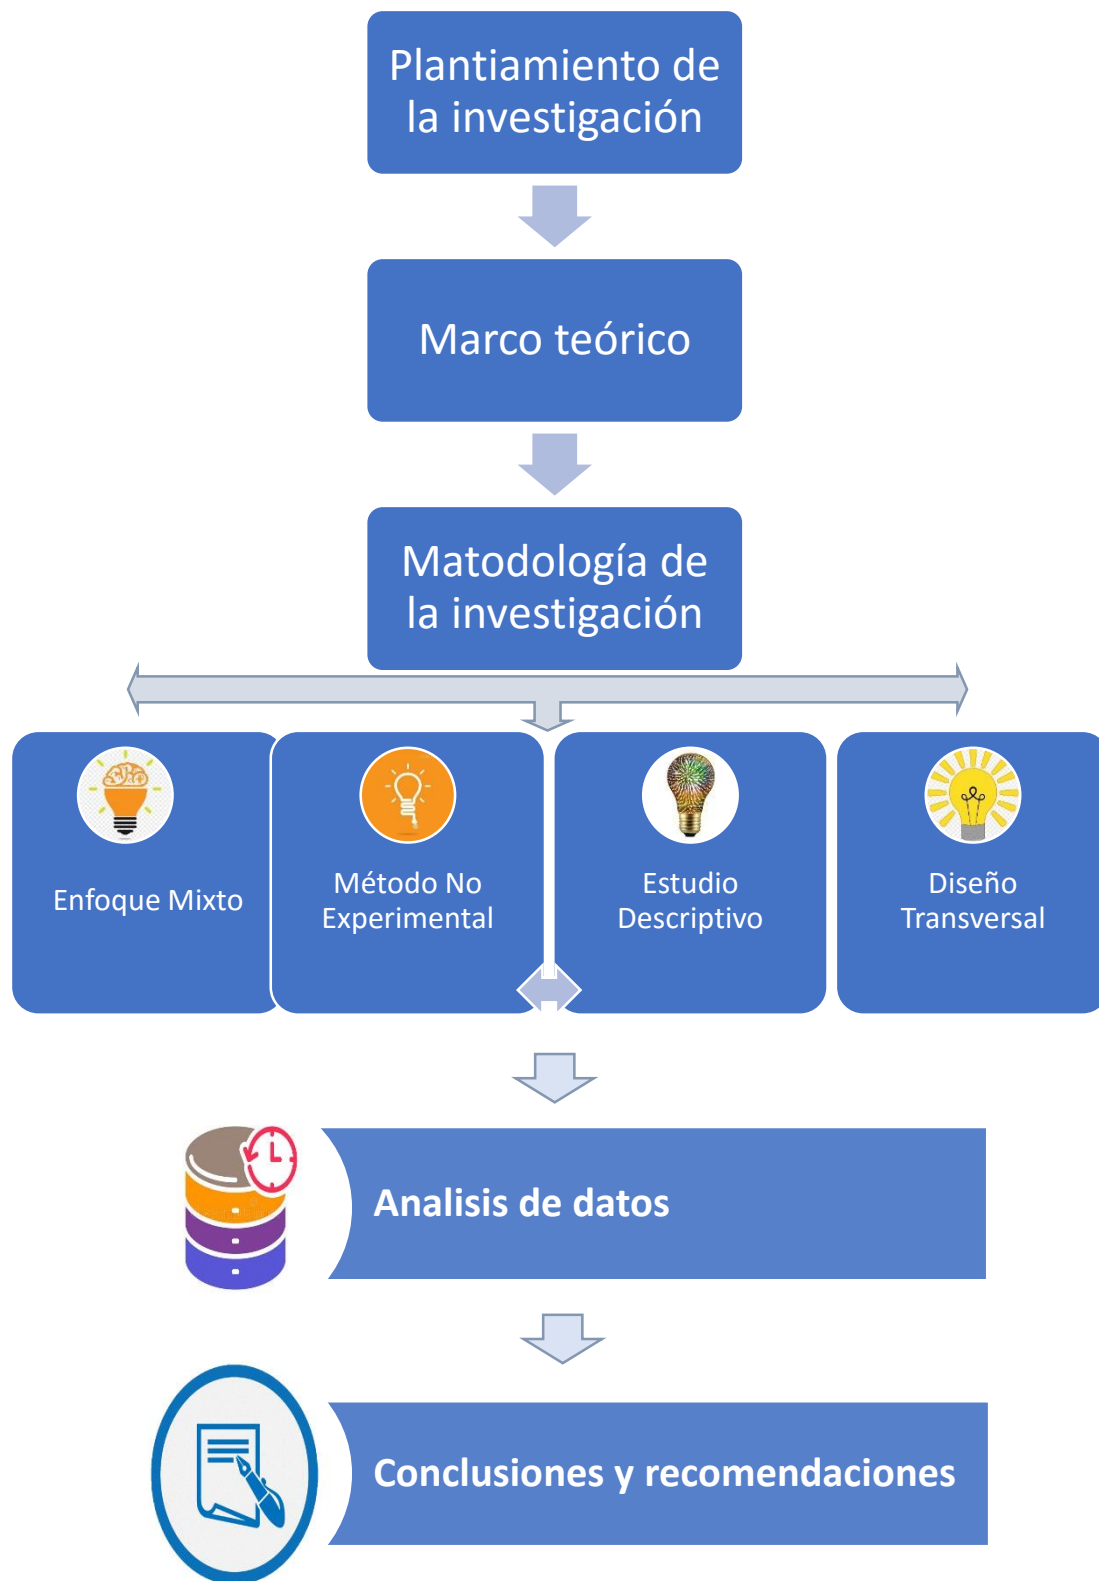 Plantiamiento de
la investigación
Marco teórico
Matodología de
la investigación
Enfoque Mixto
Método No
Experimental
Estudio
Descriptivo
Diseño
Transversal
Analisis de datos
Conclusiones y recomendaciones